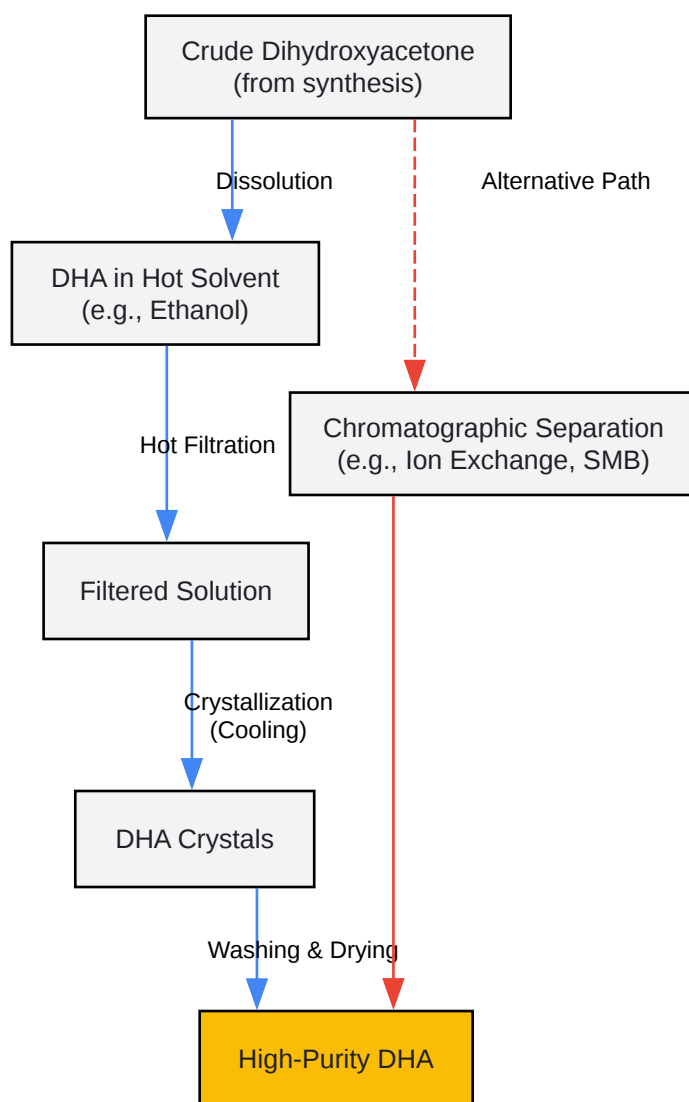 Crude Dihydroxyacetone
(from synthesis)
Dissolution
Alternative Path
DHA in Hot Solvent
(e.g., Ethanol)
Chromatographic Separation
(e.g., Ion Exchange, SMB)
Hot Filtration
Filtered Solution
Crystallization
(Cooling)
DHA Crystals
Washing & Drying
High-Purity DHA